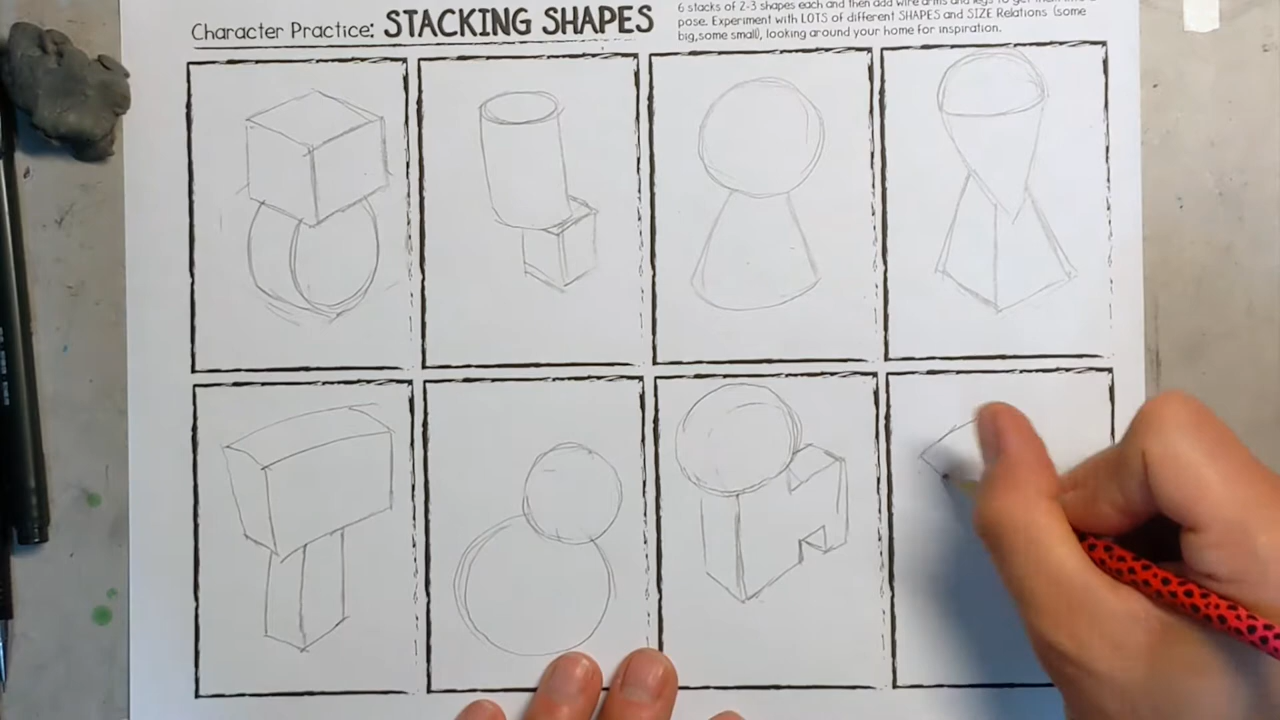 Character Practice: STACKING SHAPES
6 stacks of 2-3 shapes each and then add wire arms and legs to get them into a
pose. Experiment with LOTS of different SHAPES and SIZE Relations (some
big,some small), looking around your home for inspiration.